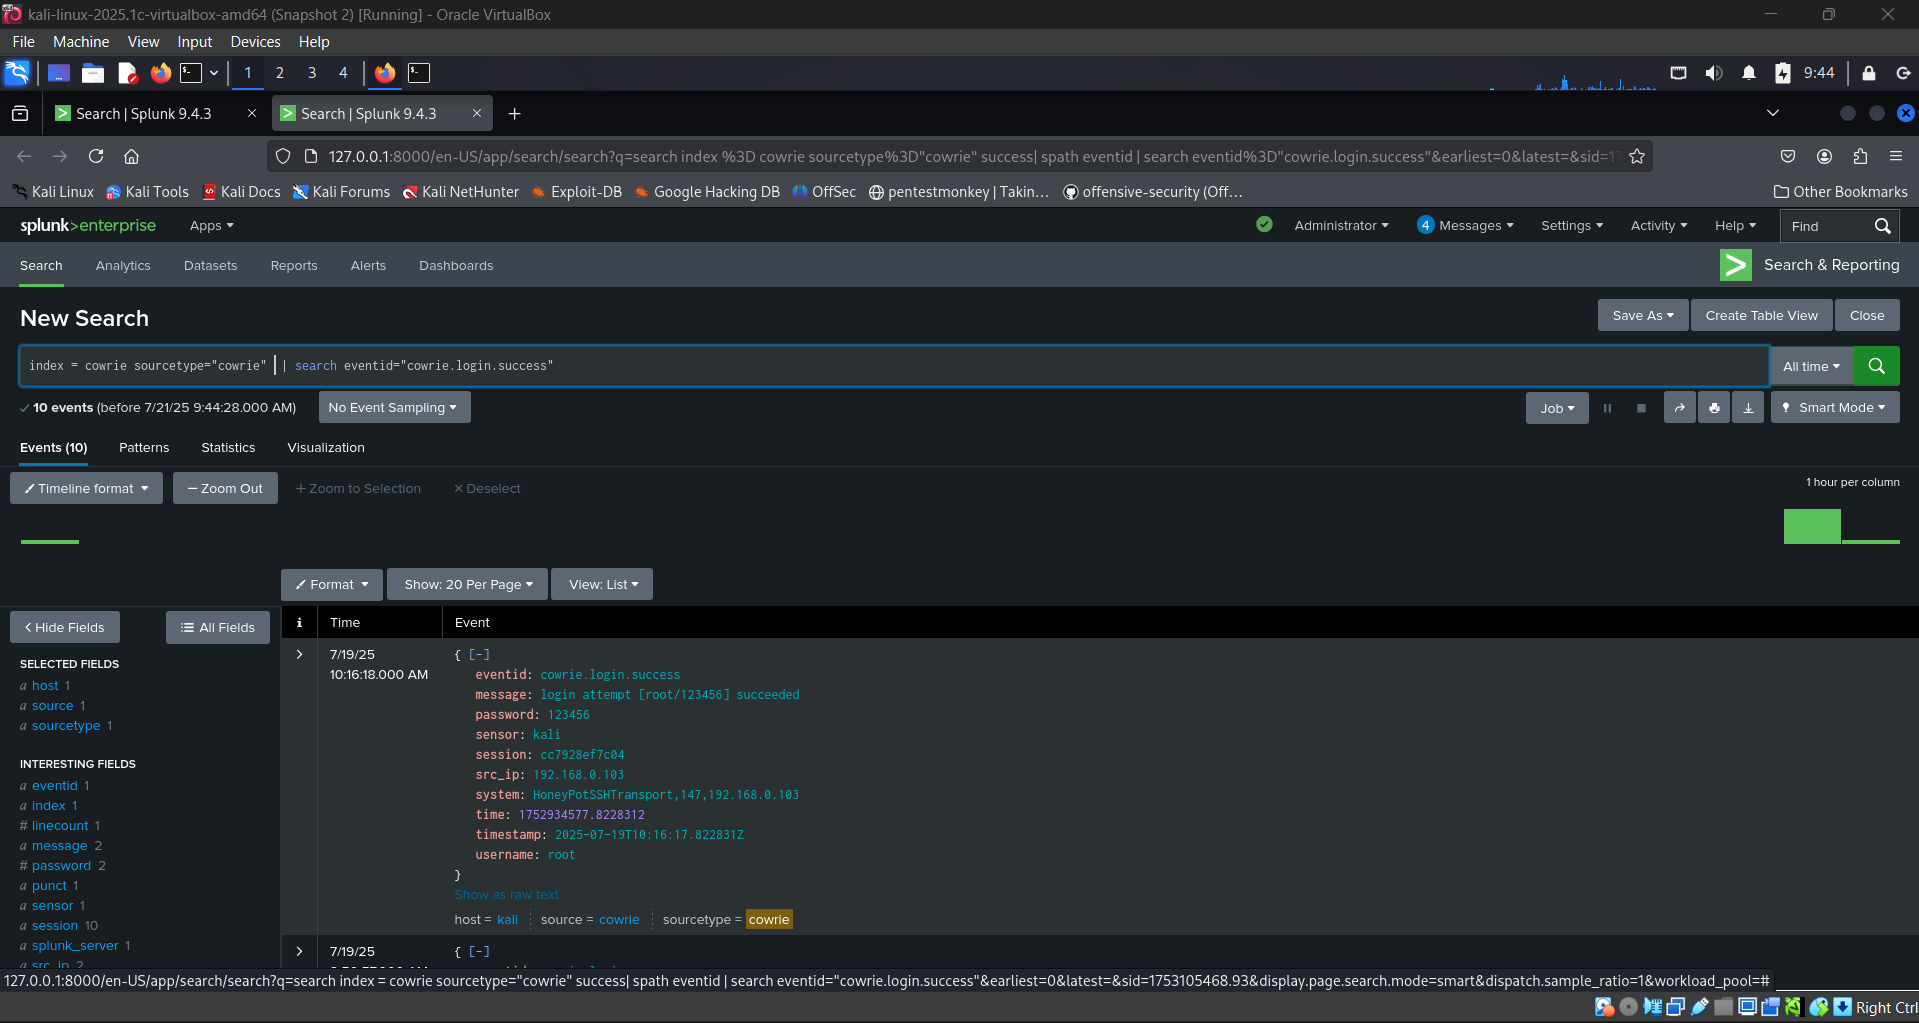 kali-linux-2025.1c-virtualbox-amd64 (Snapshot 2) [Running] - Oracle VirtualBox
File Machine View Input Devices Help
1 2 3 4 9:44
Search | Splunk 9.4.3 Search | Splunk 9.4.3
127.0.0.1:8000/en-US/app/search/search?q=search index %3D cowrie sourcetype%3D"cowrie" success| spath eventid | search eventid%3D"cowrie.login.success"&earliest=0&latest=&sid=17
Kali Linux Kali Tools Kali Docs Kali Forums Kali NetHunter Exploit-DB Google Hacking DB OffSec pentestmonkey | Takin… offensive-security (Off… Other Bookmarks
splunk>enterprise Apps Administrator 4 Messages Settings Activity Help Find
Search Analytics Datasets Reports Alerts Dashboards Search & Reporting
New Search Save As Create Table View Close
index = cowrie sourcetype="cowrie" | search eventid="cowrie.login.success" All time
10 events (before 7/21/25 9:44:28.000 AM) No Event Sampling Job Smart Mode
Events (10) Patterns Statistics Visualization
Timeline format — Zoom Out + Zoom to Selection × Deselect 1 hour per column
Format Show: 20 Per Page View: List
< Hide Fields All Fields i Time Event
SELECTED FIELDS
a host 1
a source 1
a sourcetype 1
INTERESTING FIELDS
a eventid 1
a index 1
# linecount 1
a message 2
# password 2
a punct 1
a sensor 1
a session 10
a splunk_server 1
a src_ip 2
> 7/19/25
10:16:18.000 AM
{ [-]
eventid: cowrie.login.success
message: login attempt [root/123456] succeeded
password: 123456
sensor: kali
session: cc7928ef7c04
src_ip: 192.168.0.103
system: HoneyPotSSHTransport,147,192.168.0.103
time: 1752934577.8228312
timestamp: 2025-07-19T10:16:17.822831Z
username: root
}
Show as raw text
host = kali source = cowrie sourcetype = cowrie
> 7/19/25 { [-]
127.0.0.1:8000/en-US/app/search/search?q=search index = cowrie sourcetype="cowrie" success| spath eventid | search eventid="cowrie.login.success"&earliest=0&latest=&sid=1753105468.93&display.page.search.mode=smart&dispatch.sample_ratio=1&workload_pool=#
Right Ctrl